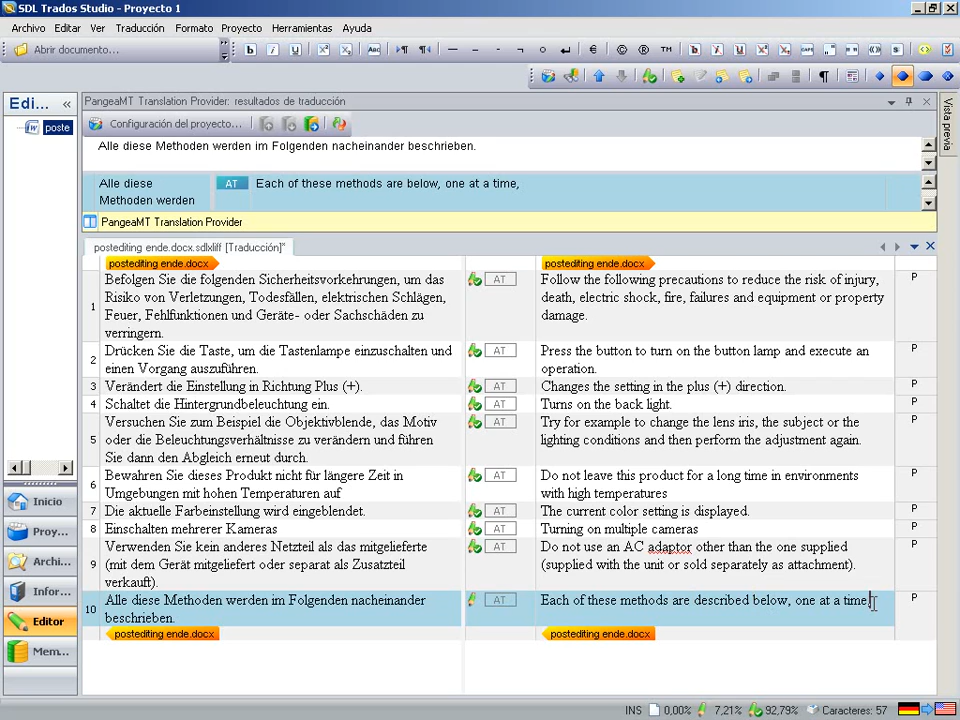 SDL Trados Studio - Proyecto 1
Archivo Editar Ver Traducción Formato Proyecto Herramientas Ayuda
Abrir documento...
Edi... «
PangeaMT Translation Provider: resultados de traducción
poste
Configuración del proyecto...
Vista previa
Alle diese Methoden werden im Folgenden nacheinander beschrieben.
Alle diese
Methoden werden
AT
Each of these methods are below, one at a time,
PangeaMT Translation Provider
postediting ende.docx.sdlxliff [Traducción]*
postediting ende.docx postediting ende.docx
1 Befolgen Sie die folgenden Sicherheitsvorkehrungen, um das
Risiko von Verletzungen, Todesfällen, elektrischen Schlägen,
Feuer, Fehlfunktionen und Geräte- oder Sachschäden zu
verringern.
AT
Follow the following precautions to reduce the risk of injury,
death, electric shock, fire, failures and equipment or property
damage.
P
2 Drücken Sie die Taste, um die Tastenlampe einzuschalten und
einen Vorgang auszuführen.
AT
Press the button to turn on the button lamp and execute an
operation.
P
3 Verändert die Einstellung in Richtung Plus (+). AT Changes the setting in the plus (+) direction. P
4 Schaltet die Hintergrundbeleuchtung ein. AT Turns on the back light. P
5 Versuchen Sie zum Beispiel die Objektivblende, das Motiv
oder die Beleuchtungsverhältnisse zu verändern und führen
Sie dann den Abgleich erneut durch.
AT
Try for example to change the lens iris, the subject or the
lighting conditions and then perform the adjustment again.
P
6 Bewahren Sie dieses Produkt nicht für längere Zeit in
Umgebungen mit hohen Temperaturen auf
AT
Do not leave this product for a long time in environments
with high temperatures
P
7 Die aktuelle Farbeinstellung wird eingeblendet. AT The current color setting is displayed. P
8 Einschalten mehrerer Kameras AT Turning on multiple cameras P
9 Verwenden Sie kein anderes Netzteil als das mitgelieferte
(mit dem Gerät mitgeliefert oder separat als Zusatzteil
verkauft).
AT
Do not use an AC adaptor other than the one supplied
(supplied with the unit or sold separately as attachment).
P
10 Alle diese Methoden werden im Folgenden nacheinander
beschrieben.
AT
Each of these methods are described below, one at a time.
P
postediting ende.docx postediting ende.docx
Inicio
Proy...
Archi...
Infor...
Editor
Mem...
INS 0,00% 7,21% 92,79% Caracteres: 57